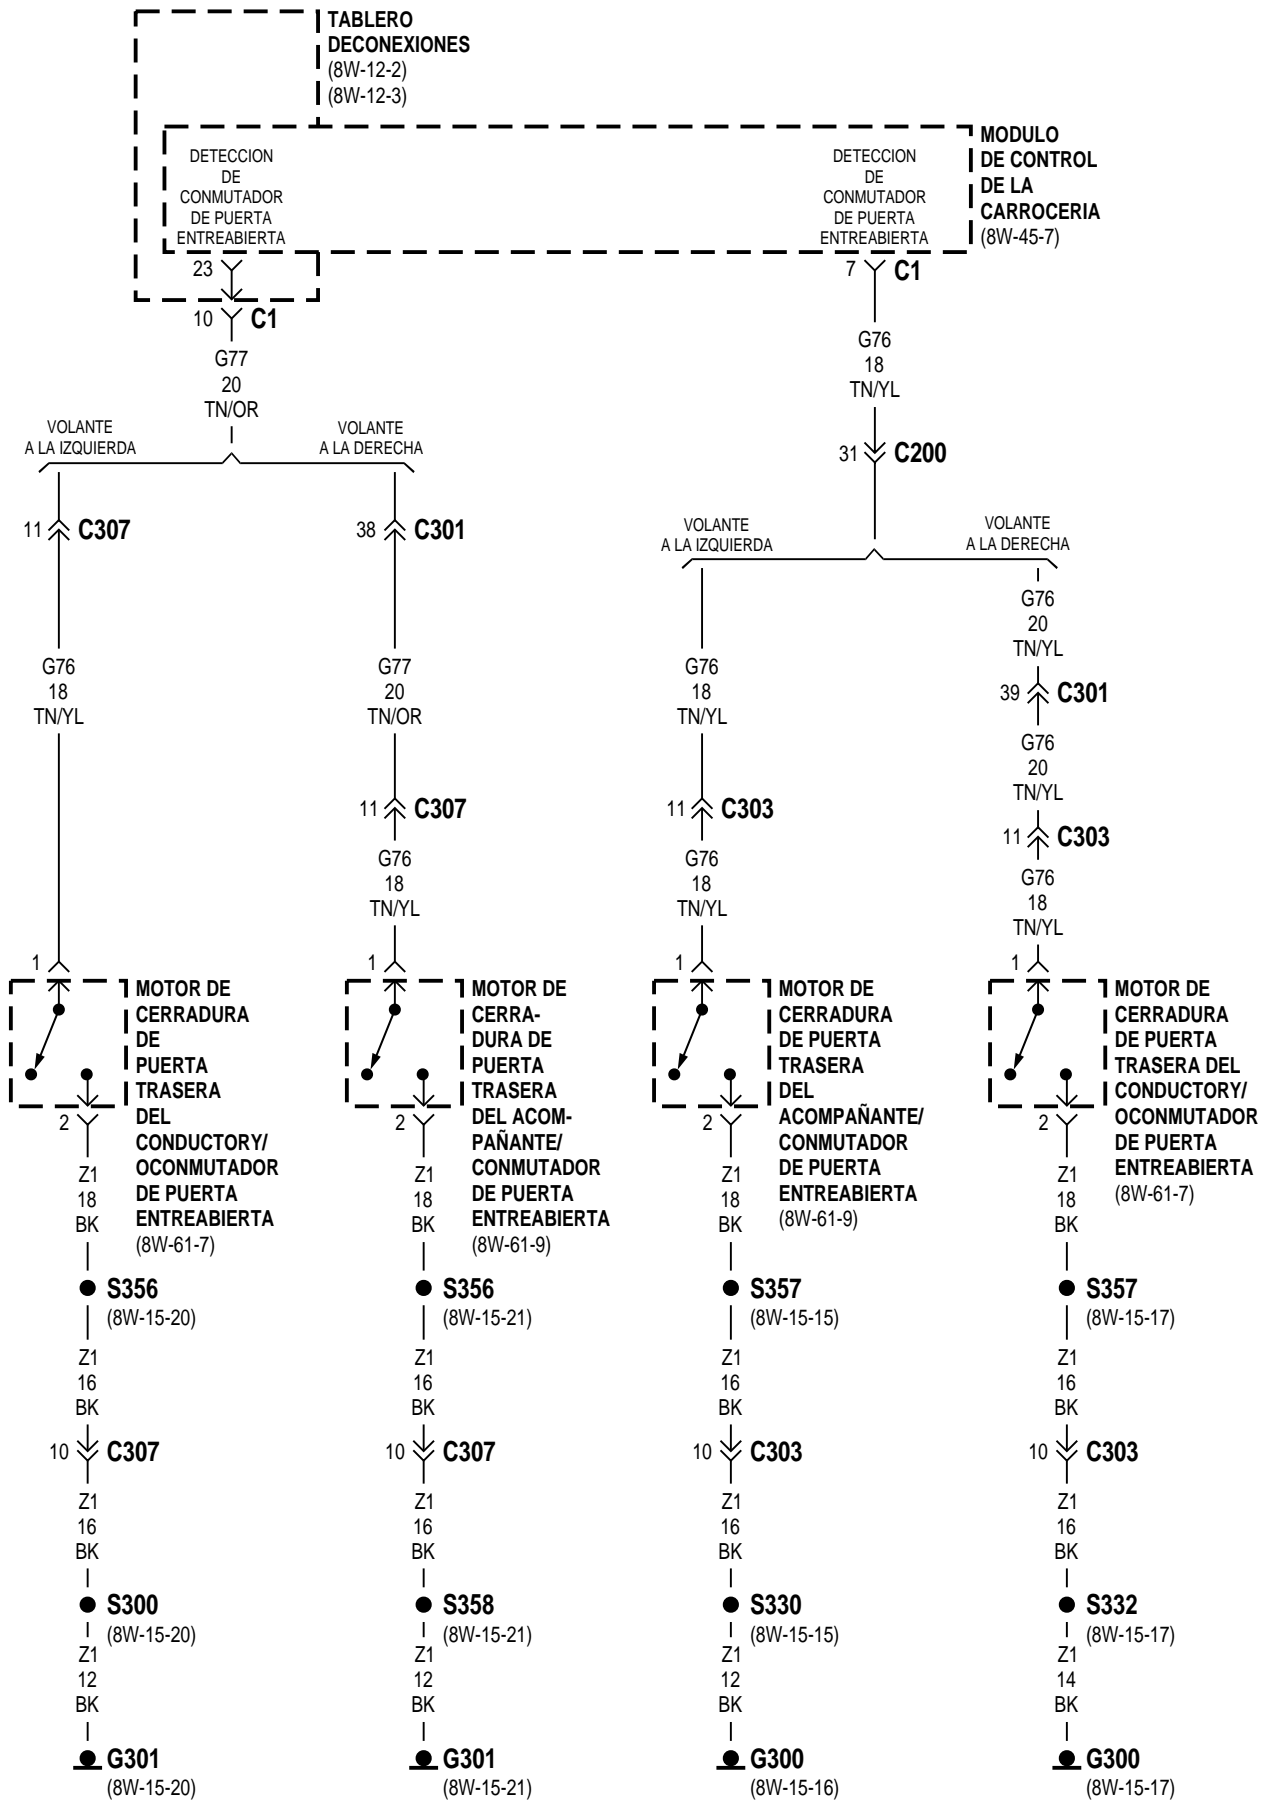 TABLERO
DECONEXIONES
(8W-12-2)
(8W-12-3)
MODULO
DE CONTROL
DE LA
CARROCERIA
(8W-45-7)
DETECCION
DE
CONMUTADOR
DE PUERTA
ENTREABIERTA
DETECCION
DE
CONMUTADOR
DE PUERTA
ENTREABIERTA
23
10 C1
G77
20
TN/OR
7 C1
G76
18
TN/YL
31 C200
VOLANTE
A LA IZQUIERDA
VOLANTE
A LA DERECHA
VOLANTE
A LA IZQUIERDA
VOLANTE
A LA DERECHA
11 C307
G76
18
TN/YL
1
MOTOR DE
CERRADURA
DE
PUERTA
TRASERA
DEL
CONDUCTORY/
OCONMUTADOR
DE PUERTA
ENTREABIERTA
(8W-61-7)
2
Z1
18
BK
S356
(8W-15-20)
Z1
16
BK
10 C307
Z1
16
BK
S300
(8W-15-20)
Z1
12
BK
G301
(8W-15-20)
38 C301
G77
20
TN/OR
11 C307
G76
18
TN/YL
1
MOTOR DE
CERRA-
DURA DE
PUERTA
TRASERA
DEL ACOM-
PAÑANTE/
CONMUTADOR
DE PUERTA
ENTREABIERTA
(8W-61-9)
2
Z1
18
BK
S356
(8W-15-21)
Z1
16
BK
10 C307
Z1
16
BK
S358
(8W-15-21)
Z1
12
BK
G301
(8W-15-21)
G76
18
TN/YL
11 C303
G76
18
TN/YL
1
MOTOR DE
CERRADURA
DE PUERTA
TRASERA
DEL
ACOMPAÑANTE/
CONMUTADOR
DE PUERTA
ENTREABIERTA
(8W-61-9)
2
Z1
18
BK
S357
(8W-15-15)
Z1
16
BK
10 C303
Z1
16
BK
S330
(8W-15-15)
Z1
12
BK
G300
(8W-15-16)
G76
20
TN/YL
39 C301
G76
20
TN/YL
11 C303
G76
18
TN/YL
1
MOTOR DE
CERRADURA
DE PUERTA
TRASERA DEL
CONDUCTORY/
OCONMUTADOR
DE PUERTA
ENTREABIERTA
(8W-61-7)
2
Z1
18
BK
S357
(8W-15-17)
Z1
16
BK
10 C303
Z1
16
BK
S332
(8W-15-17)
Z1
14
BK
G300
(8W-15-17)